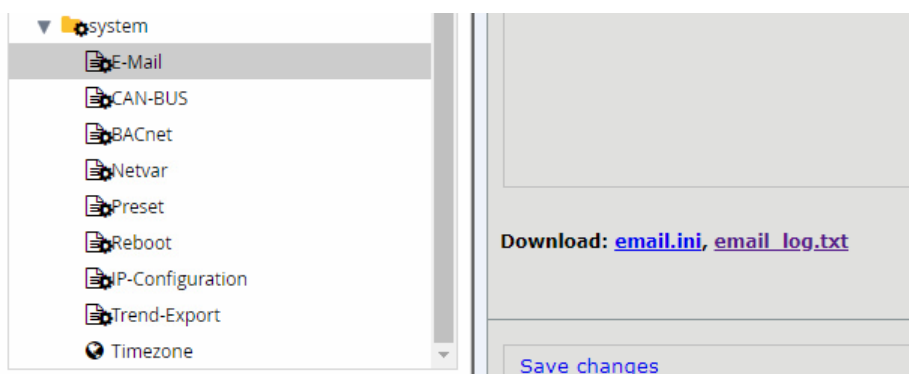 system
E-Mail
CAN-BUS
BACnet
Netvar
Preset
Reboot
IP-Configuration
Trend-Export
Timezone
Download: email.ini, email_log.txt
Save changes